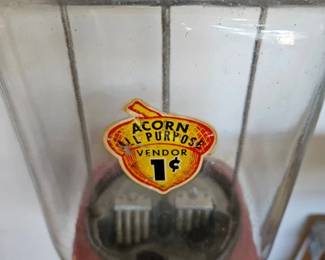 ACORN
ALL PURPOSE
VENDOR
1¢